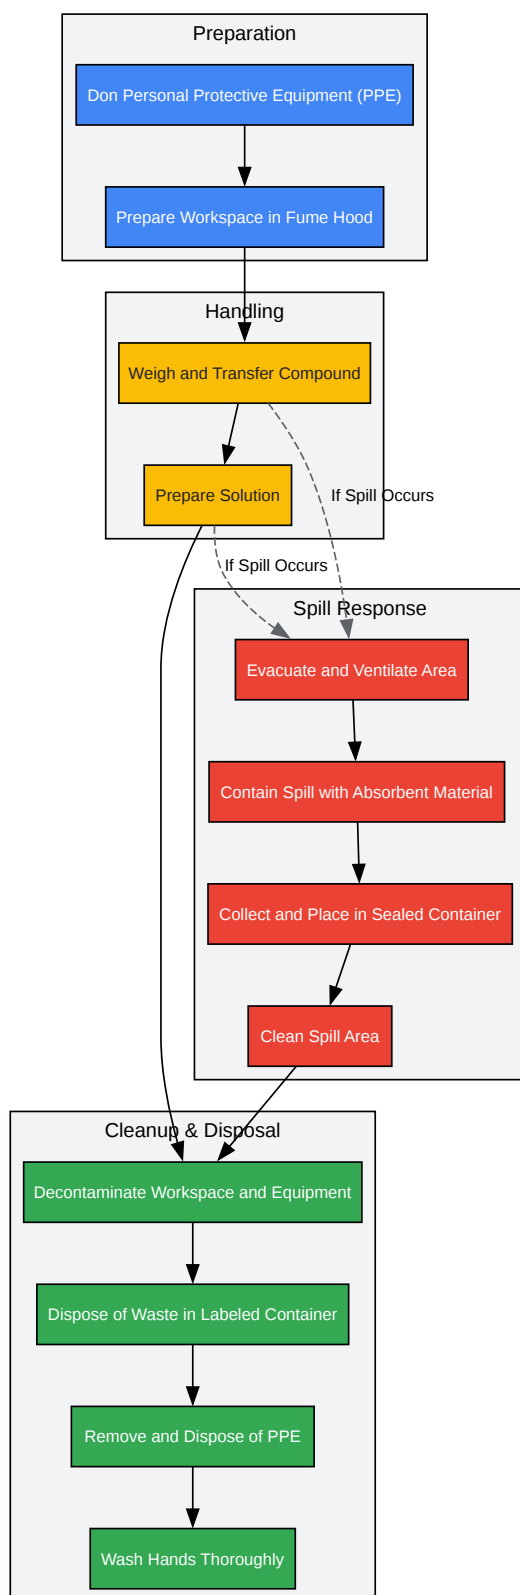 Preparation
Don Personal Protective Equipment (PPE)
Prepare Workspace in Fume Hood
Handling
Weigh and Transfer Compound
Prepare Solution
If Spill Occurs
If Spill Occurs
Spill Response
Evacuate and Ventilate Area
Contain Spill with Absorbent Material
Collect and Place in Sealed Container
Clean Spill Area
Cleanup & Disposal
Decontaminate Workspace and Equipment
Dispose of Waste in Labeled Container
Remove and Dispose of PPE
Wash Hands Thoroughly